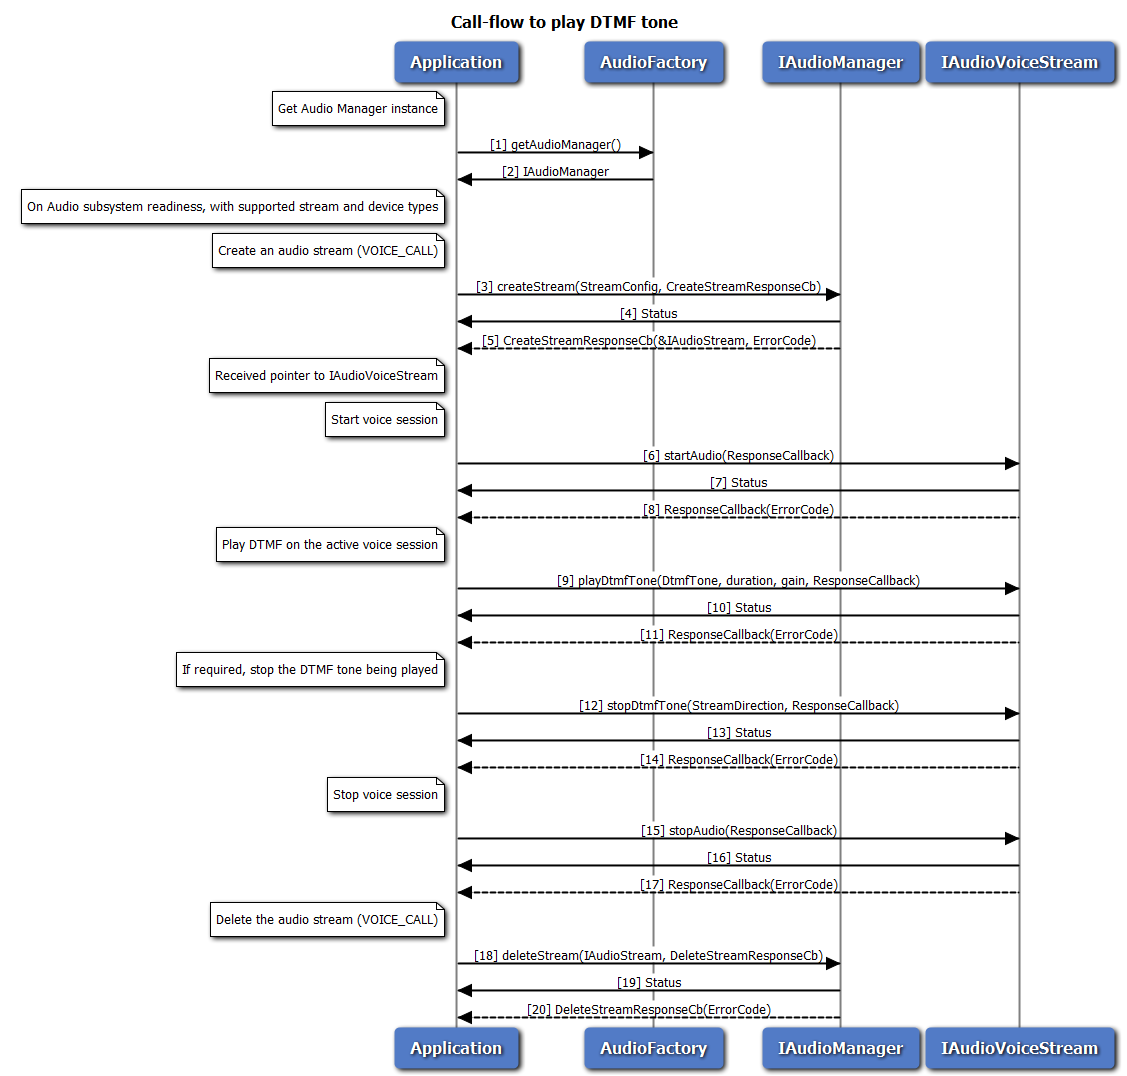 Call-flow to play DTMF tone
Application
AudioFactory
IAudioManager
IAudioVoiceStream
Get Audio Manager instance
[1] getAudioManager()
[2] IAudioManager
On Audio subsystem readiness, with supported stream and device types
Create an audio stream (VOICE_CALL)
[3] createStream(StreamConfig, CreateStreamResponseCb)
[4] Status
[5] CreateStreamResponseCb(&IAudioStream, ErrorCode)
Received pointer to IAudioVoiceStream
Start voice session
[6] startAudio(ResponseCallback)
[7] Status
[8] ResponseCallback(ErrorCode)
Play DTMF on the active voice session
[9] playDtmfTone(DtmfTone, duration, gain, ResponseCallback)
[10] Status
[11] ResponseCallback(ErrorCode)
If required, stop the DTMF tone being played
[12] stopDtmfTone(StreamDirection, ResponseCallback)
[13] Status
[14] ResponseCallback(ErrorCode)
Stop voice session
[15] stopAudio(ResponseCallback)
[16] Status
[17] ResponseCallback(ErrorCode)
Delete the audio stream (VOICE_CALL)
[18] deleteStream(IAudioStream, DeleteStreamResponseCb)
[19] Status
[20] DeleteStreamResponseCb(ErrorCode)
Application
AudioFactory
IAudioManager
IAudioVoiceStream